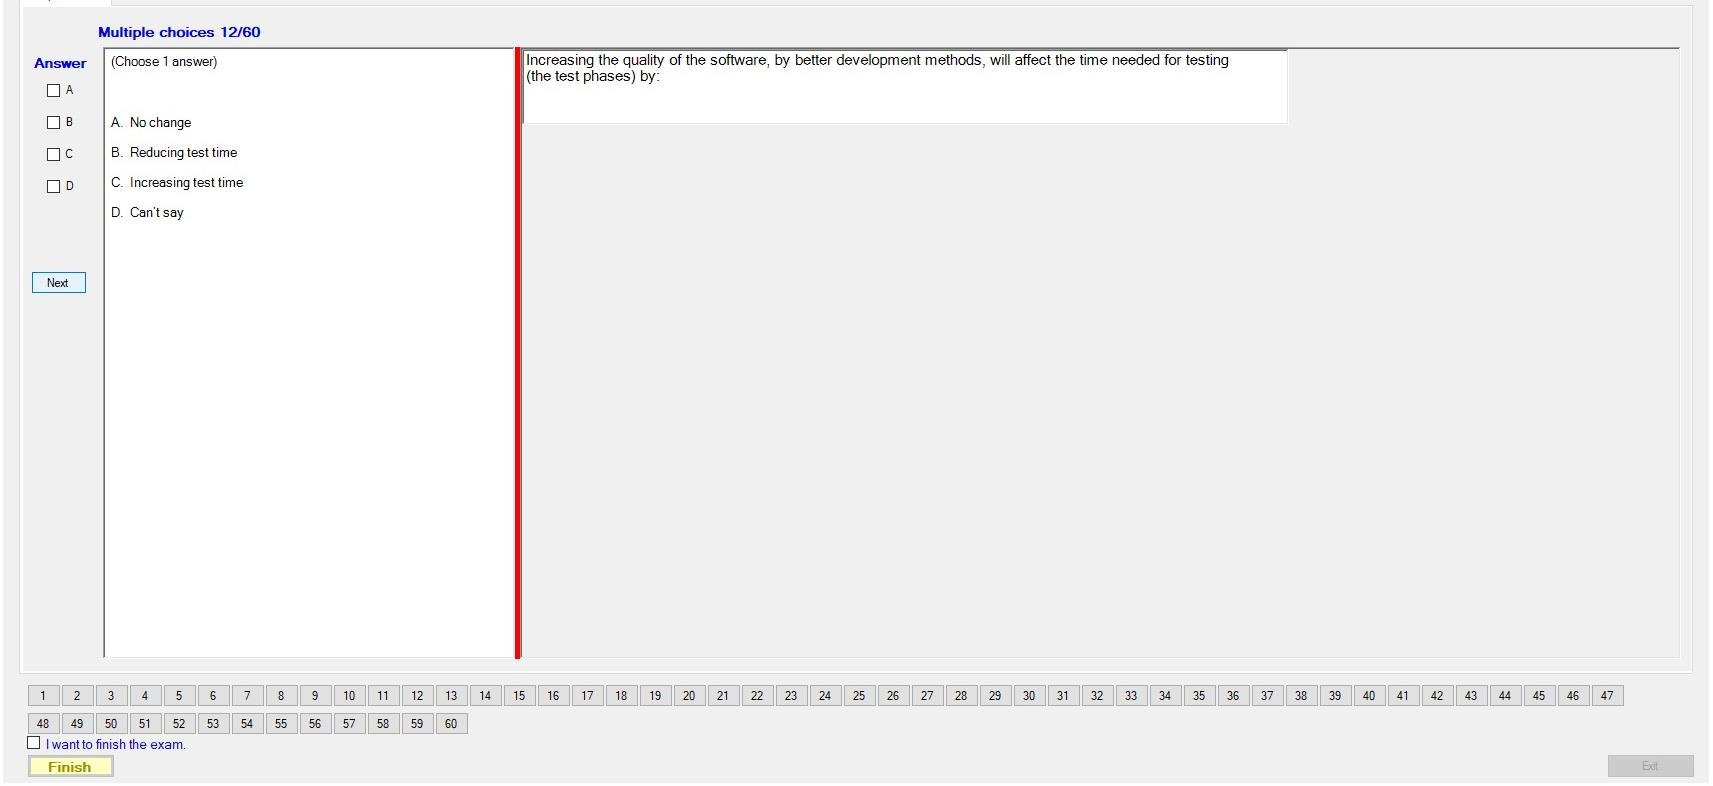 Multiple choices 12/60
Answer
A
B
C
D
Next
(Choose 1 answer)
A. No change
B. Reducing test time
C. Increasing test time
D. Can't say
Increasing the quality of the software, by better development methods, will affect the time needed for testing
(the test phases) by:
1 2 3 4 5 6 7 8 9 10 11 12 13 14 15 16 17 18 19 20 21 22 23 24 25 26 27 28 29 30 31 32 33 34 35 36 37 38 39 40 41 42 43 44 45 46 47
48 49 50 51 52 53 54 55 56 57 58 59 60
I want to finish the exam.
Finish
Exit